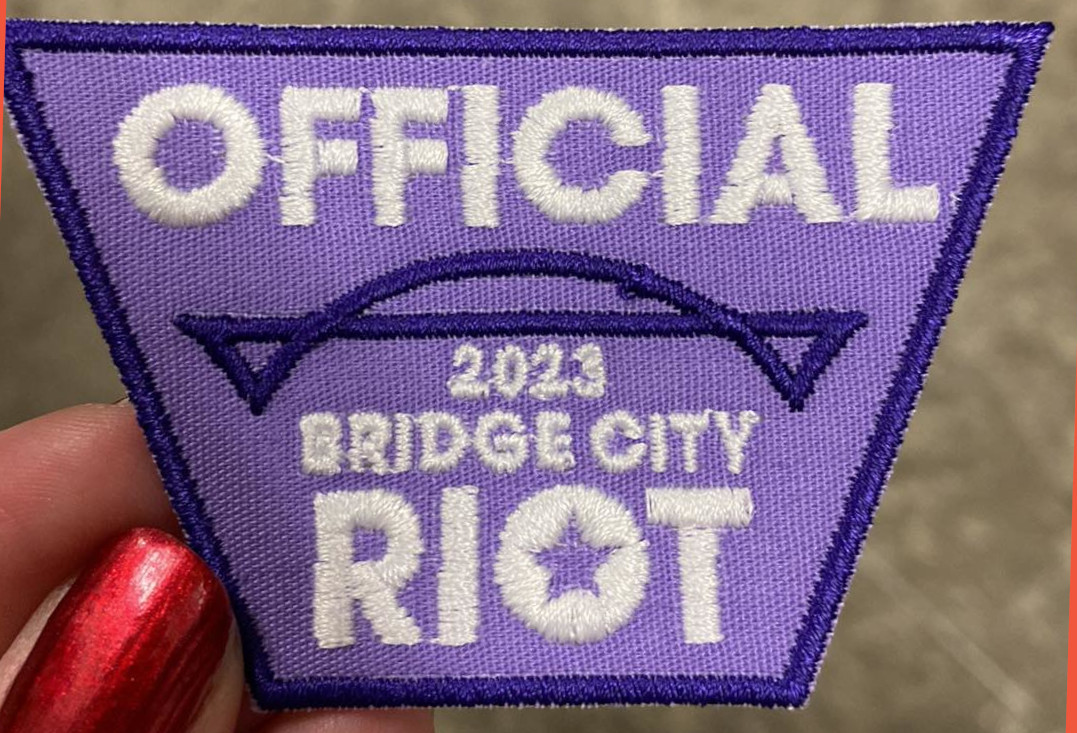 OFFICIAL
2023
BRIDGE CITY
RIOT